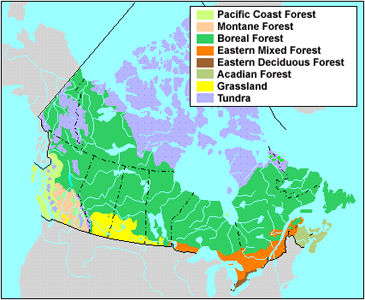 Pacific Coast Forest
Montane Forest
Boreal Forest
Eastern Mixed Forest
Eastern Deciduous Forest
Acadian Forest
Grassland
Tundra